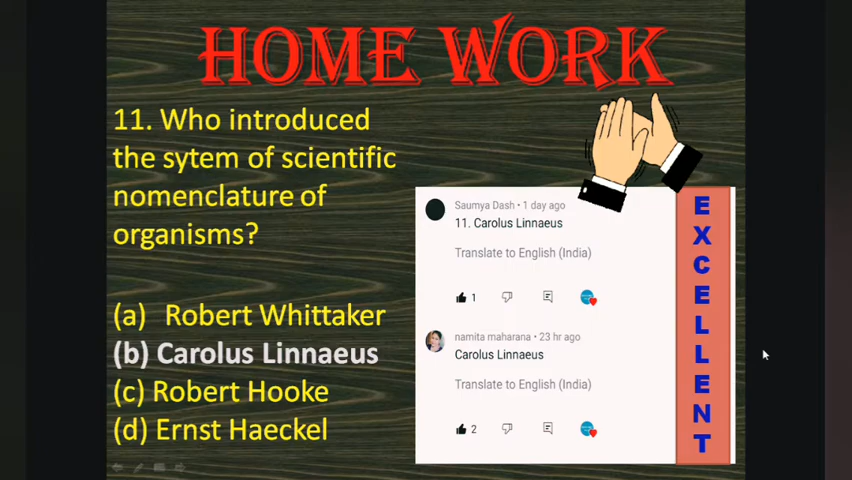 HOME WORK
11. Who introduced
the sytem of scientific
nomenclature of
organisms?
(a) Robert Whittaker
(b) Carolus Linnaeus
(c) Robert Hooke
(d) Ernst Haeckel
Saumya Dash • 1 day ago
11. Carolus Linnaeus
Translate to English (India)
1
namita maharana • 23 hr ago
Carolus Linnaeus
Translate to English (India)
2
EXCELLENT